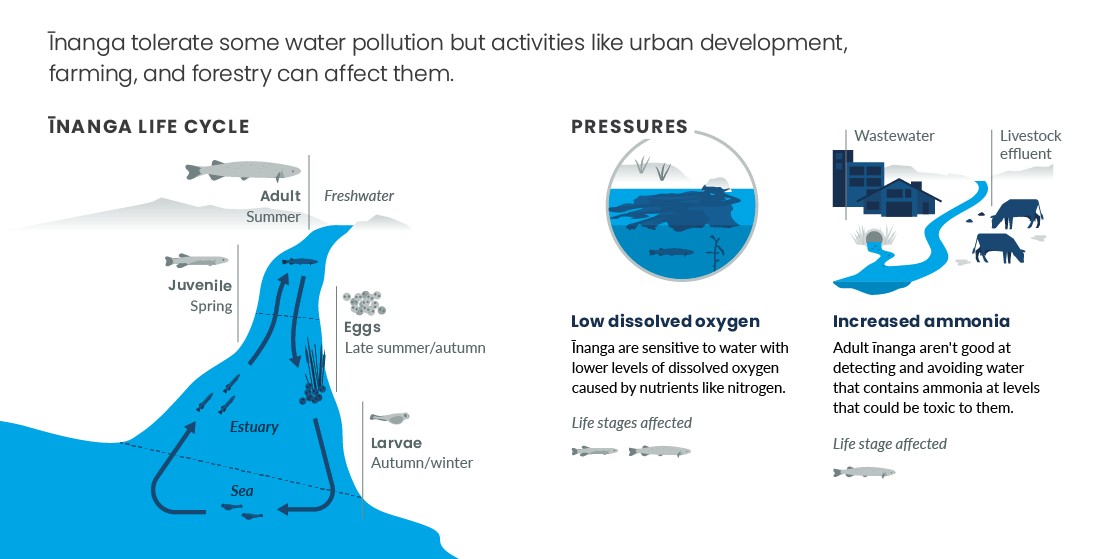 Īnanga tolerate some water pollution but activities like urban development,
farming, and forestry can affect them.
ĪNANGA LIFE CYCLE
Adult
Summer
Freshwater
Juvenile
Spring
Eggs
Late summer/autumn
Estuary
Larvae
Autumn/winter
Sea
PRESSURES
Low dissolved oxygen
Īnanga are sensitive to water with
lower levels of dissolved oxygen
caused by nutrients like nitrogen.
Life stages affected
Wastewater
Livestock
effluent
Increased ammonia
Adult īnanga aren't good at
detecting and avoiding water
that contains ammonia at levels
that could be toxic to them.
Life stage affected